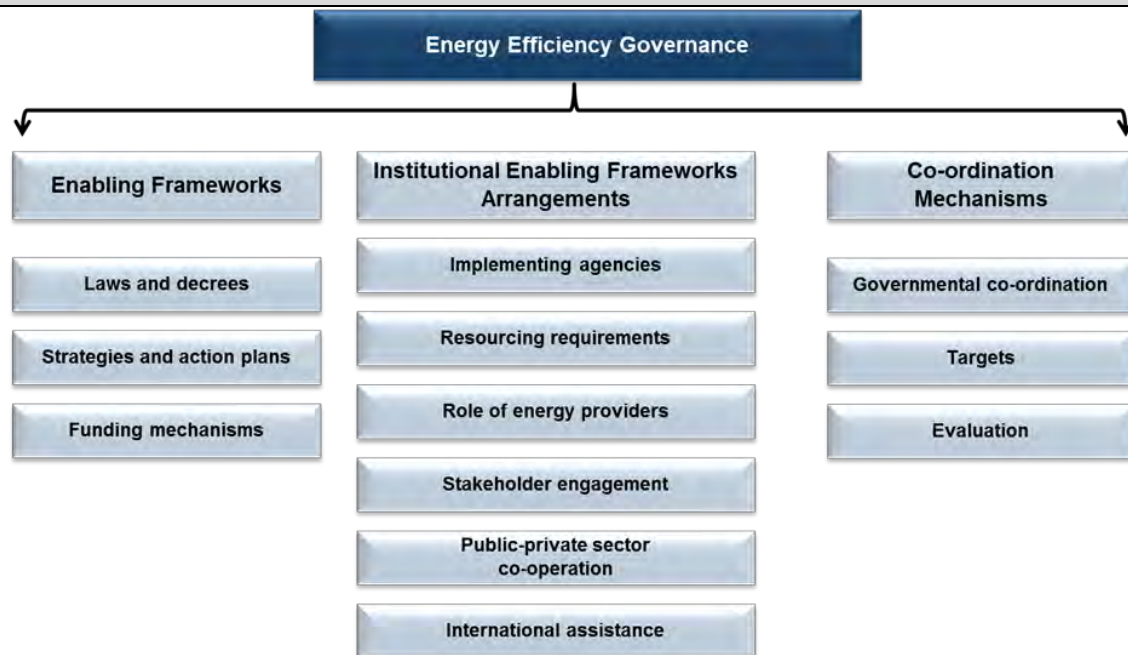 Energy Efficiency Governance
Enabling Frameworks
Laws and decrees
Strategies and action plans
Funding mechanisms
Institutional Enabling Frameworks
Arrangements
Implementing agencies
Resourcing requirements
Role of energy providers
Stakeholder engagement
Public-private sector
co-operation
International assistance
Co-ordination
Mechanisms
Governmental co-ordination
Targets
Evaluation